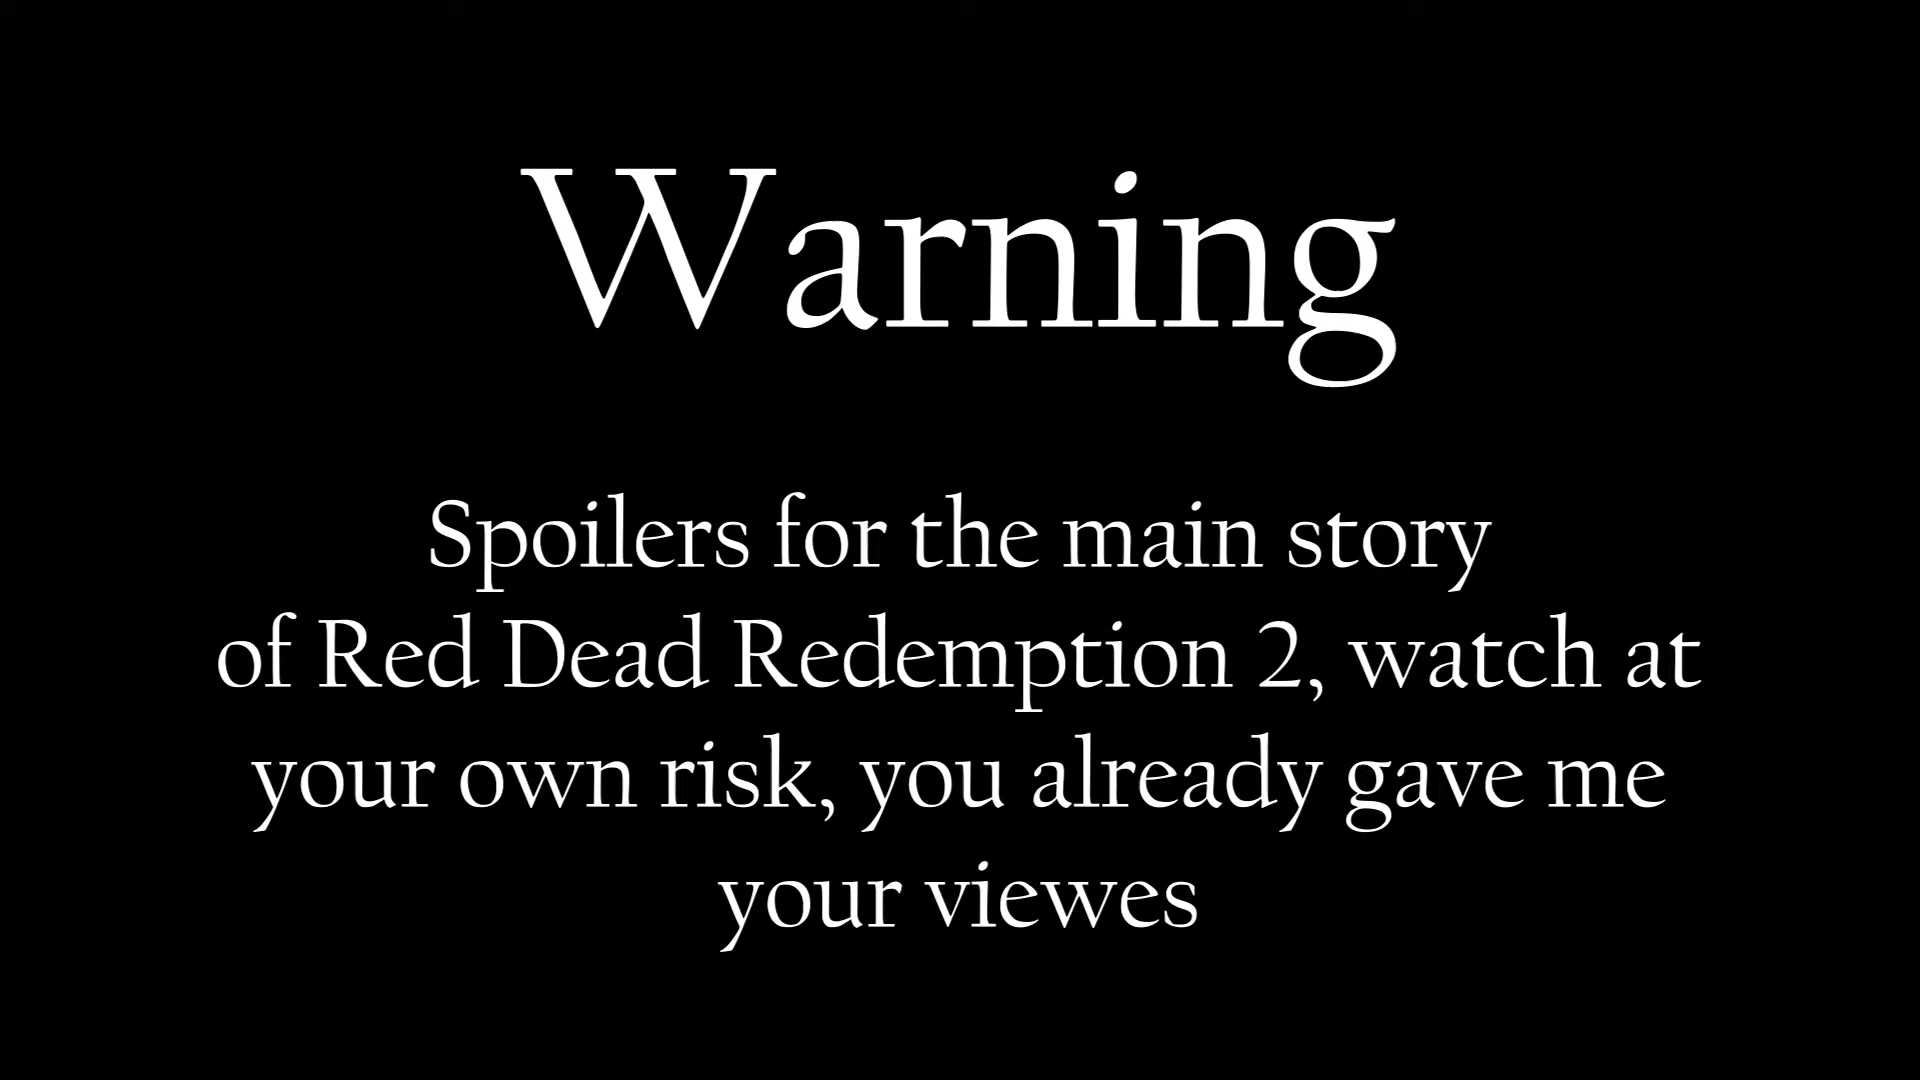 Warning
Spoilers for the main story
of Red Dead Redemption 2, watch at
your own risk, you already gave me
your viewes